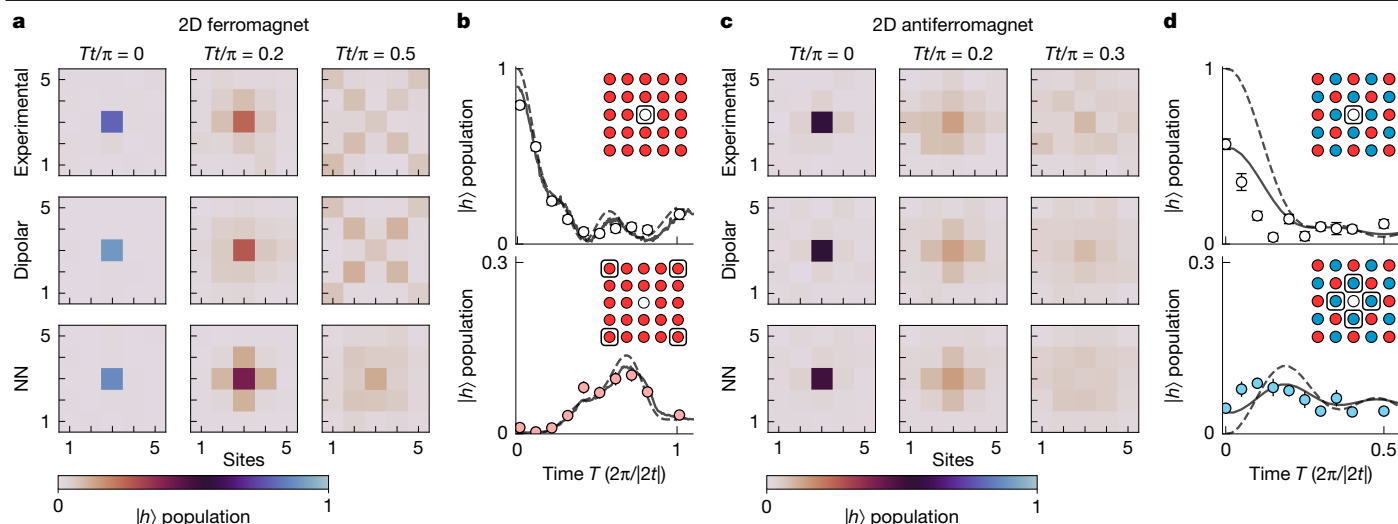 a
2D ferromagnet
Tt/π = 0
Tt/π = 0.2
Tt/π = 0.5
Experimental
5
1
Dipolar
5
1
NN
5
1
1
5
1
5
1
5
Sites
0
1
|h⟩ population
b
1
|h⟩ population
0
0.3
|h⟩ population
0
0
1
Time T (2π/|2t|)
c
2D antiferromagnet
Tt/π = 0
Tt/π = 0.2
Tt/π = 0.3
Experimental
5
1
Dipolar
5
1
NN
5
1
1
5
1
5
1
5
Sites
0
1
|h⟩ population
d
1
|h⟩ population
0
0.3
|h⟩ population
0
0
0.5
Time T (2π/|2t|)